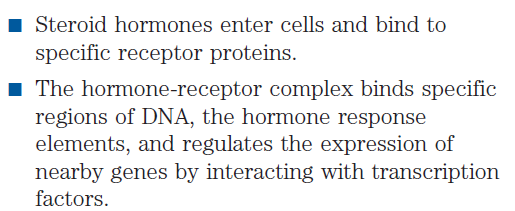 ■ Steroid hormones enter cells and bind to
specific receptor proteins.
■ The hormone-receptor complex binds specific
regions of DNA, the hormone response
elements, and regulates the expression of
nearby genes by interacting with transcription
factors.